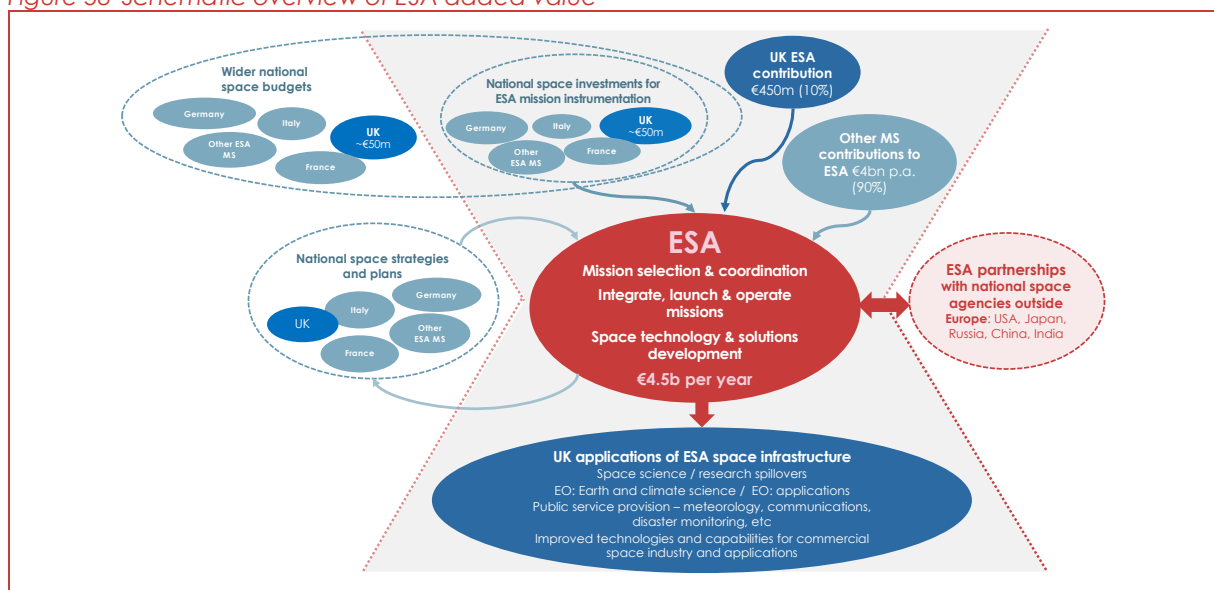 Figure 38 Schematic overview of ESA added value
Wider national
space budgets
Germany
Italy
Other ESA
MS
France
UK
~€50m
National space investments for
ESA mission instrumentation
Germany
Italy
Other
ESA MS
France
UK
~€50m
UK ESA
contribution
€450m (10%)
Other MS
contributions to
ESA €4bn p.a.
(90%)
National space strategies
and plans
Germany
Italy
UK
Other
ESA MS
France
ESA
Mission selection & coordination
Integrate, launch & operate
missions
Space technology & solutions
development
€4.5b per year
ESA partnerships
with national space
agencies outside
Europe: USA, Japan,
Russia, China, India
UK applications of ESA space infrastructure
Space science / research spillovers
EO: Earth and climate science / EO: applications
Public service provision – meteorology, communications,
disaster monitoring, etc
Improved technologies and capabilities for commercial
space industry and applications